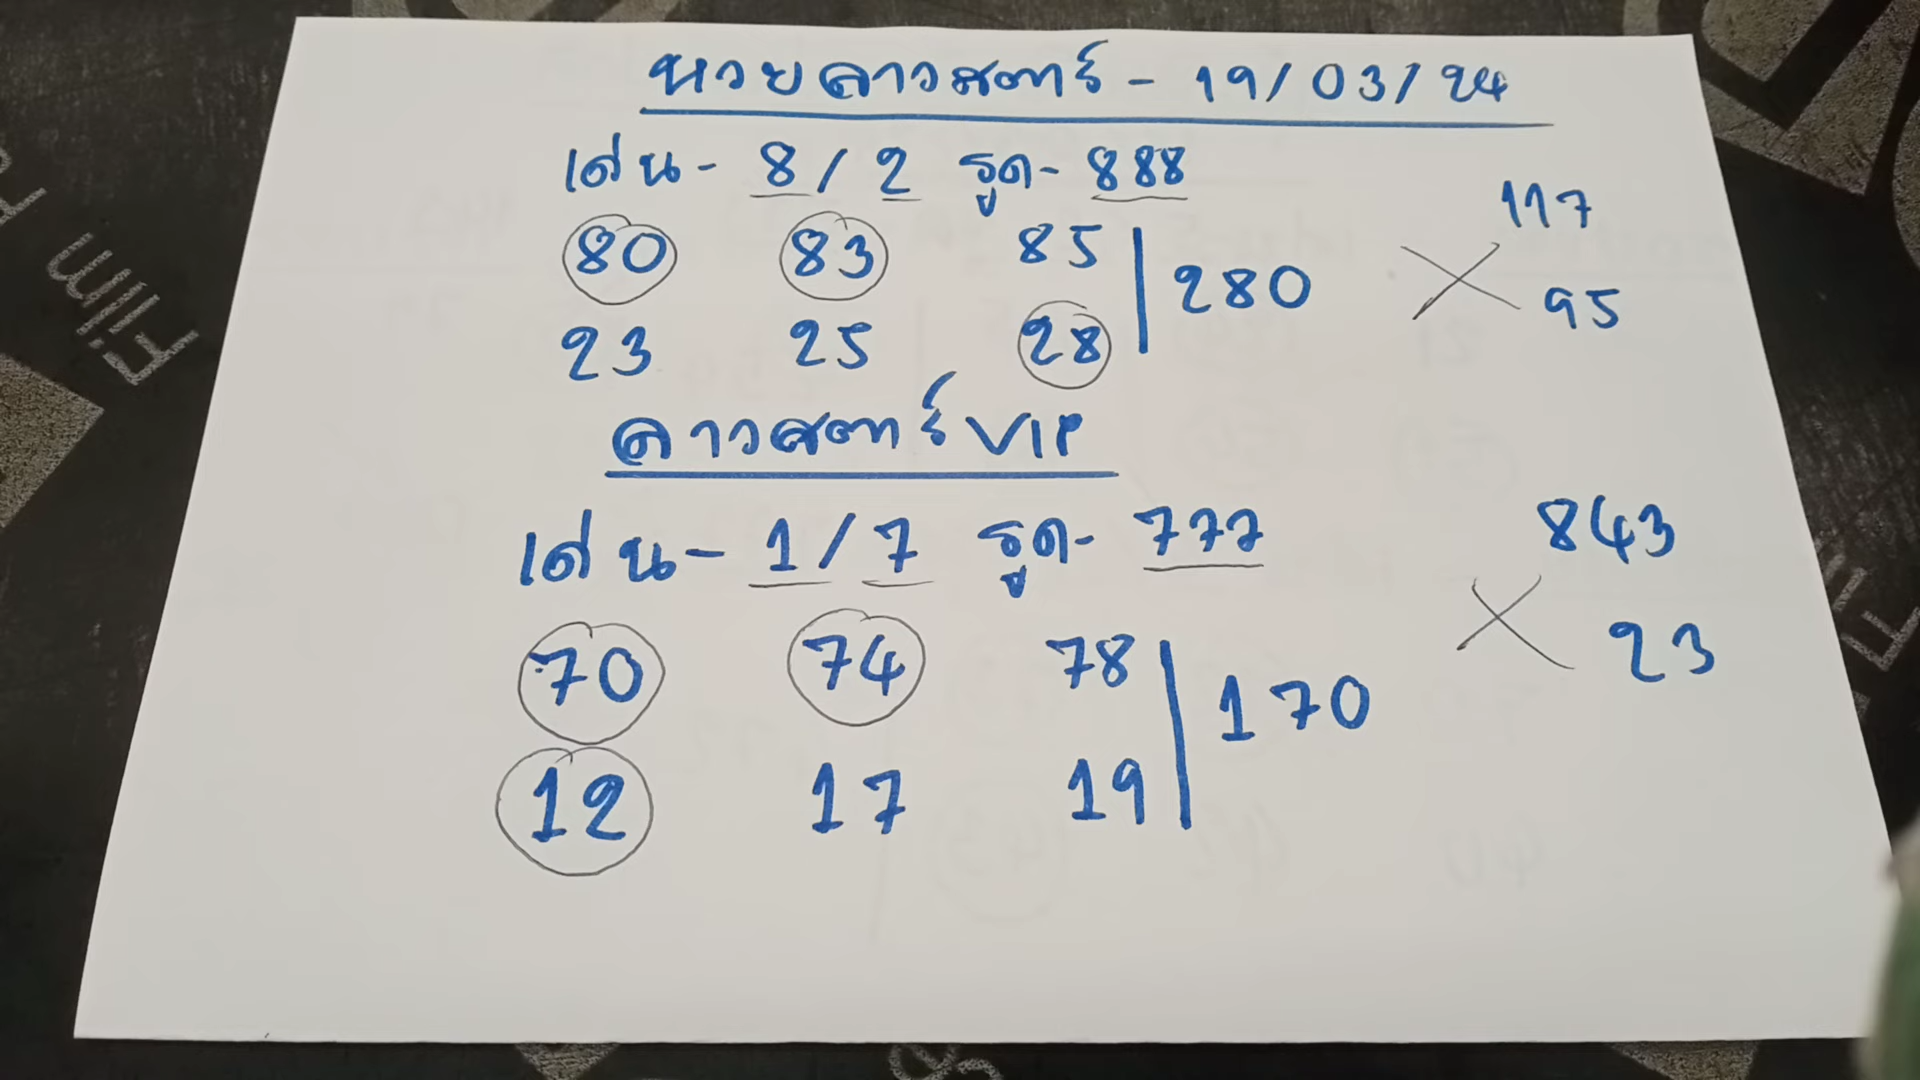 หวยลาวสตาร์ - 19/03/24
เด่น - 8/2 รูด - 888
80 83 85 280
23 25 28
117
95
ลาวสตาร์ VIP
เด่น - 1/7 รูด - 777
70 74 78 170
12 17 19
843
23
Film